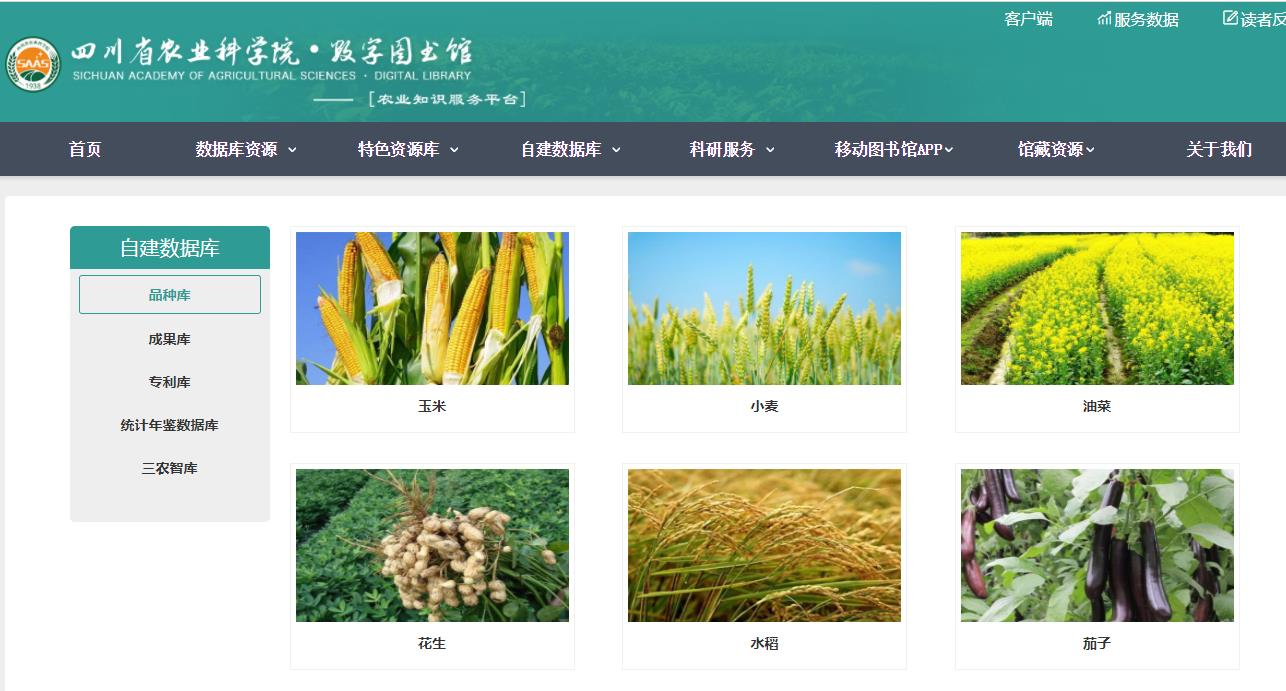 客户端 服务数据 读者反
四川省农业科学院·数字图书馆
SICHUAN ACADEMY OF AGRICULTURAL SCIENCES · DIGITAL LIBRARY
—— [农业知识服务平台]
SAAS
1938
首页 数据库资源 特色资源库 自建数据库 科研服务 移动图书馆APP 馆藏资源 关于我们
自建数据库
品种库
成果库
专利库
统计年鉴数据库
三农智库
玉米 小麦 油菜
花生 水稻 茄子